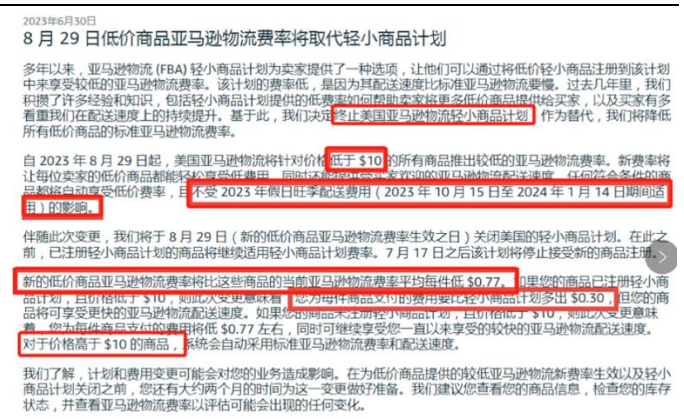 2023年6月30日
8 月 29 日低价商品亚马逊物流费率将取代轻小商品计划
多年以来，亚马逊物流 (FBA) 轻小商品计划为卖家提供了一种选项，让他们可以通过将低价轻小商品注册到该计划
中来享受较低的亚马逊物流费率。该计划的费率低，是因为其配送速度比标准亚马逊物流要慢。过去几年里，我们
积攒了许多经验和知识，包括轻小商品计划提供的低费率如何帮助卖家将更多低价商品提供给买家，以及买家有多
看重我们在配送速度上的持续提升。基于此，我们决定终止美国亚马逊物流轻小商品计划 作为替代，我们将降低
所有低价商品的标准亚马逊物流费率。
自 2023 年 8 月 29 日起，美国亚马逊物流将针对价格低于 $10 的所有商品推出较低的亚马逊物流费率。新费率将
让每位卖家的低价商品都能轻松享受低费用，同时还能提供受买家欢迎的亚马逊物流配送速度。任何符合条件的商
品都将自动享受低价费率，且不受 2023 年假日旺季配送费用（2023 年 10 月 15 日至 2024 年 1 月 14 日期间适
用）的影响。
伴随此次变更，我们将于 8 月 29 日（新的低价商品亚马逊物流费率生效之日）关闭美国的轻小商品计划。在此之
前，已注册轻小商品计划的商品将继续适用轻小商品计划费率。7 月 17 日之后该计划将停止接受新的商品注册。
新的低价商品亚马逊物流费率将比这些商品的当前亚马逊物流费率平均每件低 $0.77。如果您的商品已注册轻小商
品计划，且价格低于 $10，则此次变更意味着，您为每件商品支付的费用要比轻小商品计划多出 $0.30，但您的商
品将可享受更快的亚马逊物流配送速度。如果您的商品未注册轻小商品计划，且价格低于 $10，则此次变更意味
着，您为每件商品支付的费用将低 $0.77 左右，同时可继续享受您一直以来享受的较快的亚马逊物流配送速度。
对于价格高于 $10 的商品，系统会自动采用标准亚马逊物流费率和配送速度。
我们了解，计划和费用变更可能会对您的业务造成影响。在为低价商品提供的较低亚马逊物流新费率生效以及轻小
商品计划关闭之前，您还有大约两个月的时间为这一变更做好准备。我们建议您查看您的商品信息，检查您的库存
状态，并查看亚马逊物流费率以评估可能会出现的任何变化。